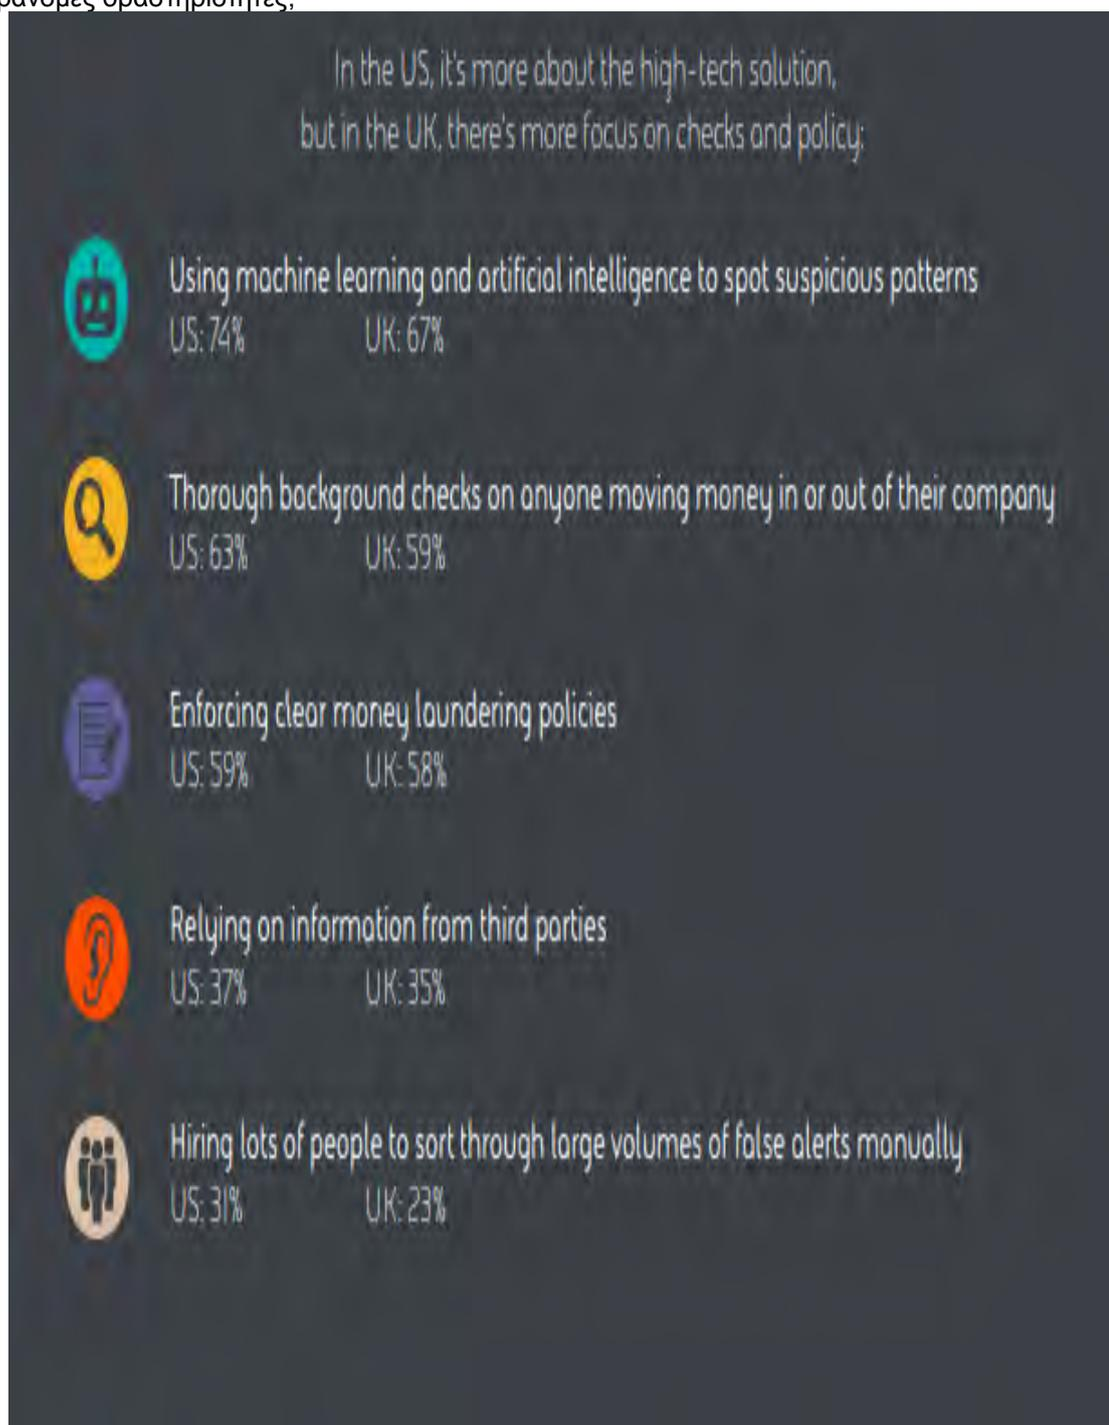 δραστηριότητες;
In the US, it's more about the high-tech solution,
but in the UK, there's more focus on checks and policy:
Using machine learning and artificial intelligence to spot suspicious patterns
US: 74% UK: 67%
Thorough background checks on anyone moving money in or out of their company
US: 63% UK: 59%
Enforcing clear money laundering policies
US: 59% UK: 58%
Relying on information from third parties
US: 37% UK: 35%
Hiring lots of people to sort through large volumes of false alerts manually
US: 31% UK: 23%